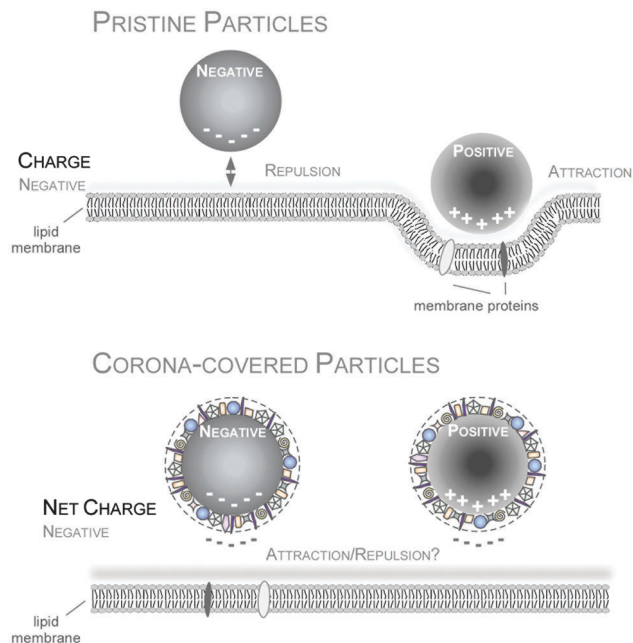 PRISTINE PARTICLES
NEGATIVE
- - - - -
CHARGE
NEGATIVE
REPULSION
POSITIVE
ATTRACTION
+ + + + +
lipid
membrane
membrane proteins
CORONA-COVERED PARTICLES
NEGATIVE
POSITIVE
- - - - -
+ + + + +
NET CHARGE
NEGATIVE
- - - - -
- - - - -
ATTRACTION/REPULSION?
lipid
membrane